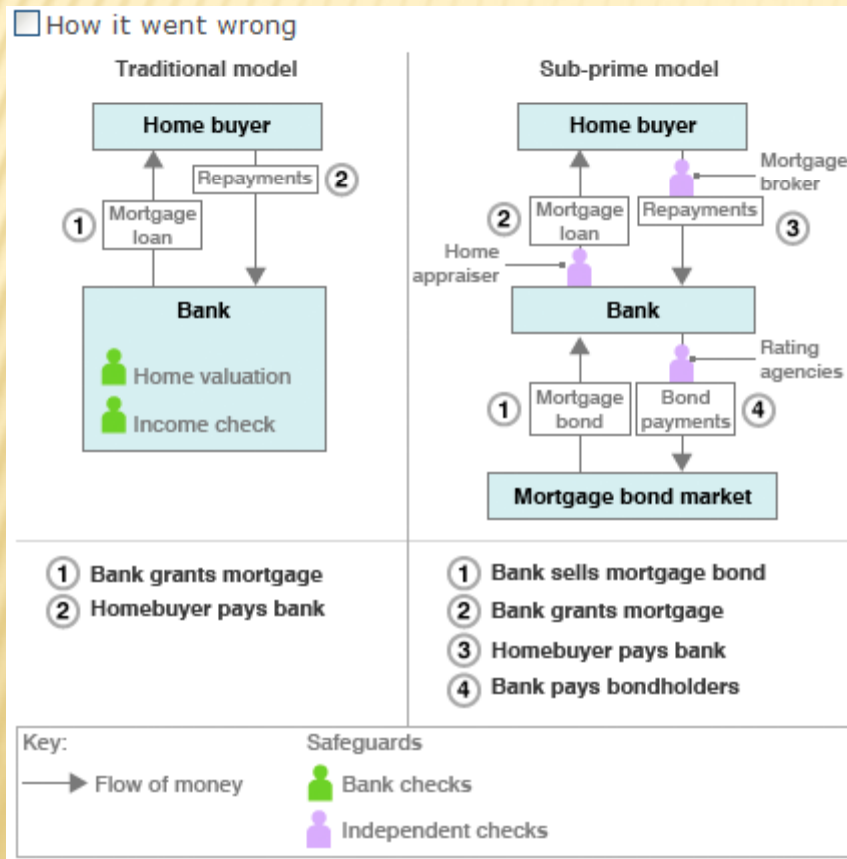 How it went wrong
Traditional model
Home buyer
Repayments
2
1
Mortgage
loan
Bank
Home valuation
Income check
1 Bank grants mortgage
2 Homebuyer pays bank
Sub-prime model
Home buyer
Mortgage
broker
2
Mortgage
loan
Repayments
3
Home
appraiser
Bank
Rating
agencies
1
Mortgage
bond
Bond
payments
4
Mortgage bond market
1 Bank sells mortgage bond
2 Bank grants mortgage
3 Homebuyer pays bank
4 Bank pays bondholders
Key:
Flow of money
Safeguards
Bank checks
Independent checks